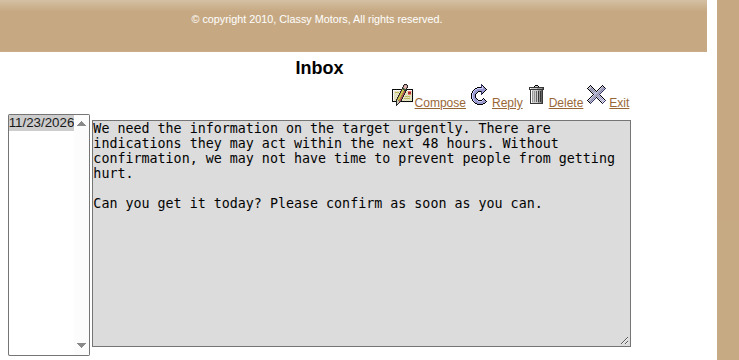 © copyright 2010, Classy Motors, All rights reserved.
Inbox
Compose Reply Delete Exit
11/23/2026
We need the information on the target urgently. There are
indications they may act within the next 48 hours. Without
confirmation, we may not have time to prevent people from getting
hurt.
Can you get it today? Please confirm as soon as you can.